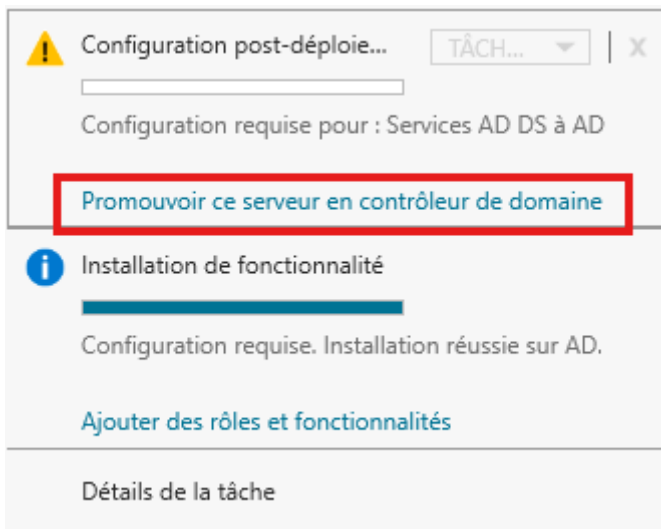 Configuration post-déploie...
TÂCH...
X
Configuration requise pour : Services AD DS à AD
Promouvoir ce serveur en contrôleur de domaine
Installation de fonctionnalité
Configuration requise. Installation réussie sur AD.
Ajouter des rôles et fonctionnalités
Détails de la tâche